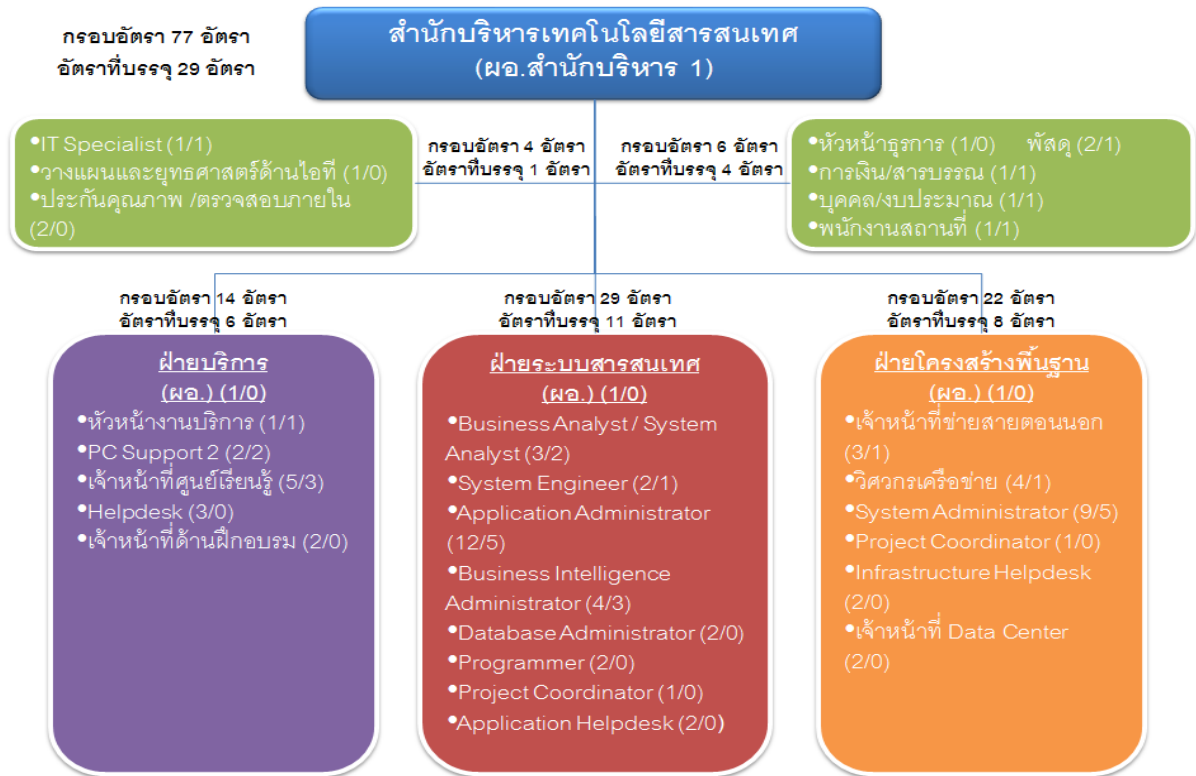 กรอบอัตรา 77 อัตรา
อัตราที่บรรจุ 29 อัตรา
สำนักบริหารเทคโนโลยีสารสนเทศ
(ผอ.สำนักบริหาร 1)
•IT Specialist (1/1)
•วางแผนและยุทธศาสตร์ด้านไอที (1/0)
•ประกันคุณภาพ /ตรวจสอบภายใน
(2/0)
กรอบอัตรา 4 อัตรา
อัตราที่บรรจุ 1 อัตรา
กรอบอัตรา 6 อัตรา
อัตราที่บรรจุ 4 อัตรา
•หัวหน้าธุรการ (1/0) พัสดุ (2/1)
•การเงิน/สารบรรณ (1/1)
•บุคคล/งบประมาณ (1/1)
•พนักงานสถานที่ (1/1)
กรอบอัตรา 14 อัตรา
อัตราที่บรรจุ 6 อัตรา
ฝ่ายบริการ
(ผอ.) (1/0)
•หัวหน้างานบริการ (1/1)
•PC Support 2 (2/2)
•เจ้าหน้าที่ศูนย์เรียนรู้ (5/3)
•Helpdesk (3/0)
•เจ้าหน้าที่ด้านฝึกอบรม (2/0)
กรอบอัตรา 29 อัตรา
อัตราที่บรรจุ 11 อัตรา
ฝ่ายระบบสารสนเทศ
(ผอ.) (1/0)
•Business Analyst / System
Analyst (3/2)
•System Engineer (2/1)
•Application Administrator
(12/5)
•Business Intelligence
Administrator (4/3)
•Database Administrator (2/0)
•Programmer (2/0)
•Project Coordinator (1/0)
•Application Helpdesk (2/0)
กรอบอัตรา 22 อัตรา
อัตราที่บรรจุ 8 อัตรา
ฝ่ายโครงสร้างพื้นฐาน
(ผอ.) (1/0)
•เจ้าหน้าที่ข่ายสายตอนนอก
(3/1)
•วิศวกรเครือข่าย (4/1)
•System Administrator (9/5)
•Project Coordinator (1/0)
•Infrastructure Helpdesk
(2/0)
•เจ้าหน้าที่ Data Center
(2/0)